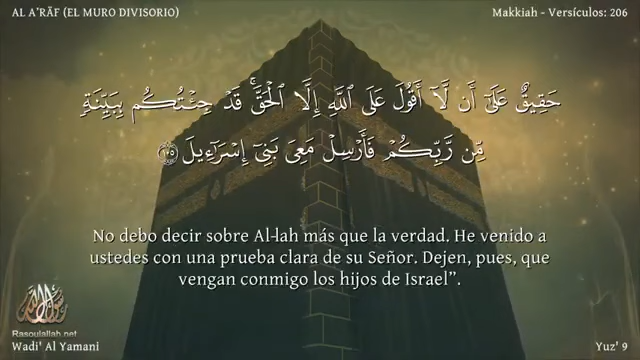 AL A'RĀF (EL MURO DIVISORIO)
Makkiah - Versículos: 206
حَقِيقٌ عَلَىٰٓ أَن لَّآ أَقُولَ عَلَى ٱللَّهِ إِلَّا ٱلْحَقَّ ۚ قَدْ جِئْتُكُم بِبَيِّنَةٍ
مِّن رَّبِّكُمْ فَأَرْسِلْ مَعِىَ بَنِىٓ إِسْرَٰٓءِيلَ ١٠٥
No debo decir sobre Al-lah más que la verdad. He venido a
ustedes con una prueba clara de su Señor. Dejen, pues, que
vengan conmigo los hijos de Israel”.
Rasoulallah.net
Wadi' Al Yamani
Yuz' 9